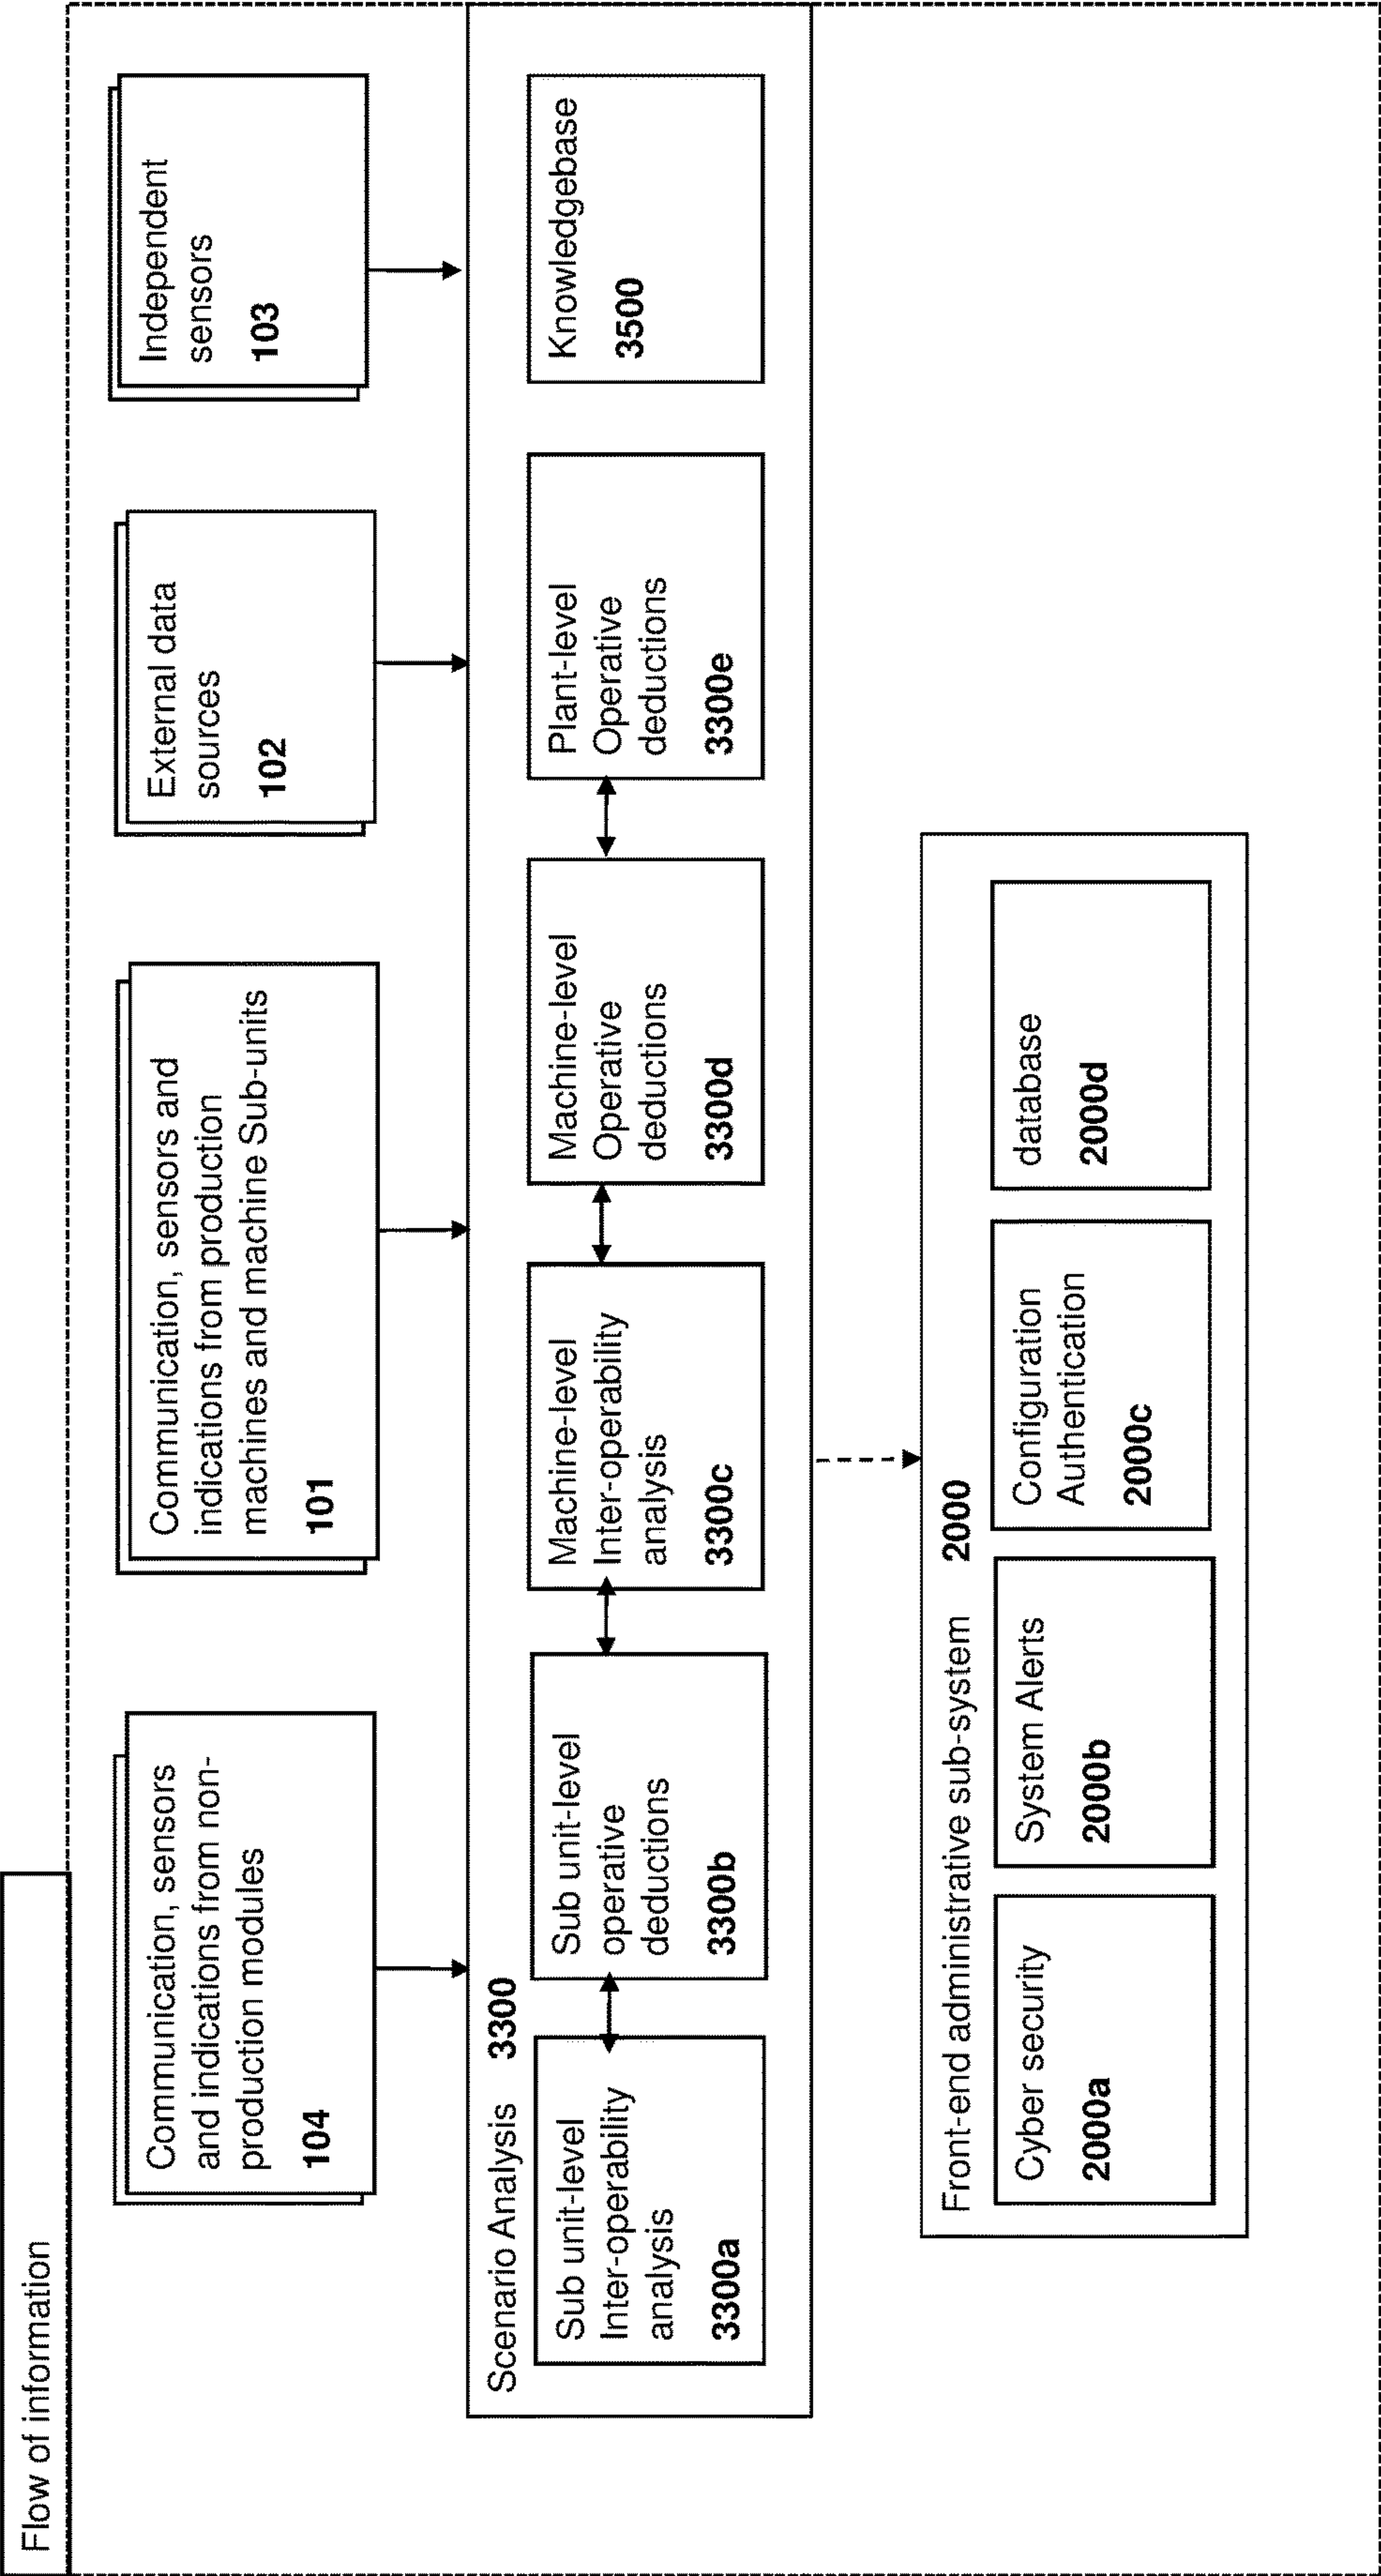 Flow of information
Communication, sensors
and indications from non-
production modules
104
Communication, sensors and
indications from production
machines and machine Sub-units
101
External data
sources
102
Independent
sensors
103
Scenario Analysis 3300
Sub unit-level
Inter-operability
analysis
3300a
Sub unit-level
operative
deductions
3300b
Machine-level
Inter-operability
analysis
3300c
Machine-level
Operative
deductions
3300d
Plant-level
Operative
deductions
3300e
Knowledgebase
3500
Front-end administrative sub-system 2000
Cyber security
2000a
System Alerts
2000b
Configuration
Authentication
2000c
database
2000d